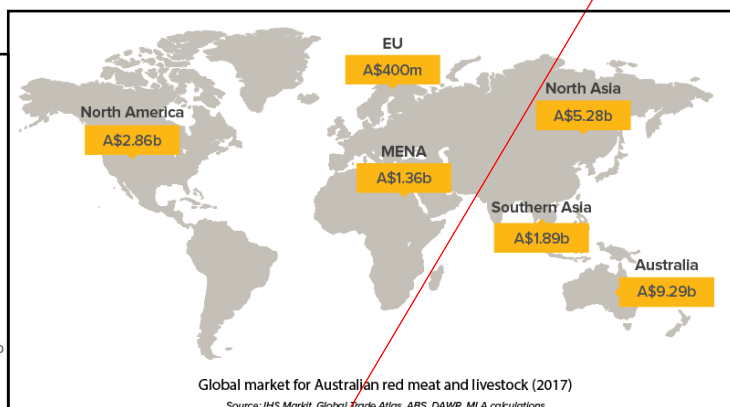 EU
A$400m
North Asia
A$5.28b
North America
A$2.86b
MENA
A$1.36b
Southern Asia
A$1.89b
Australia
A$9.29b
Global market for Australian red meat and livestock (2017)
Source: IHS Markit, Global Trade Atlas, ABS, DAWR, MLA calculations